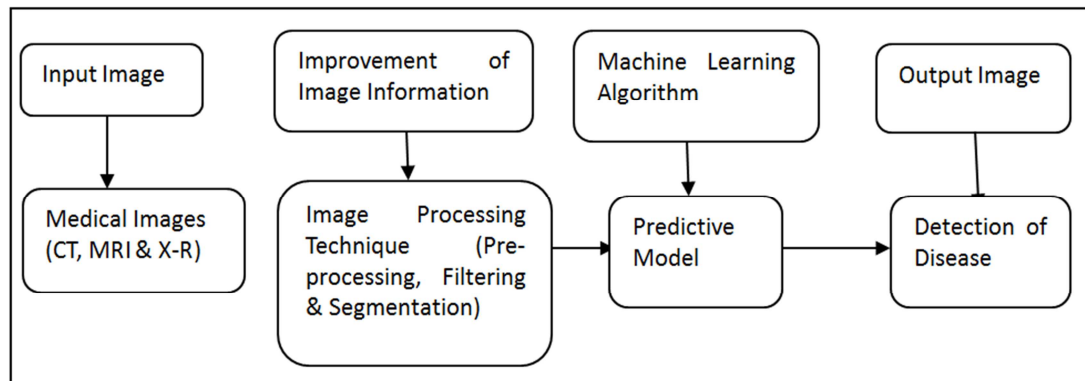 Input Image
Improvement of
Image Information
Machine Learning
Algorithm
Output Image
Medical Images
(CT, MRI & X-R)
Image Processing
Technique (Pre-
processing, Filtering
& Segmentation)
Predictive
Model
Detection of
Disease